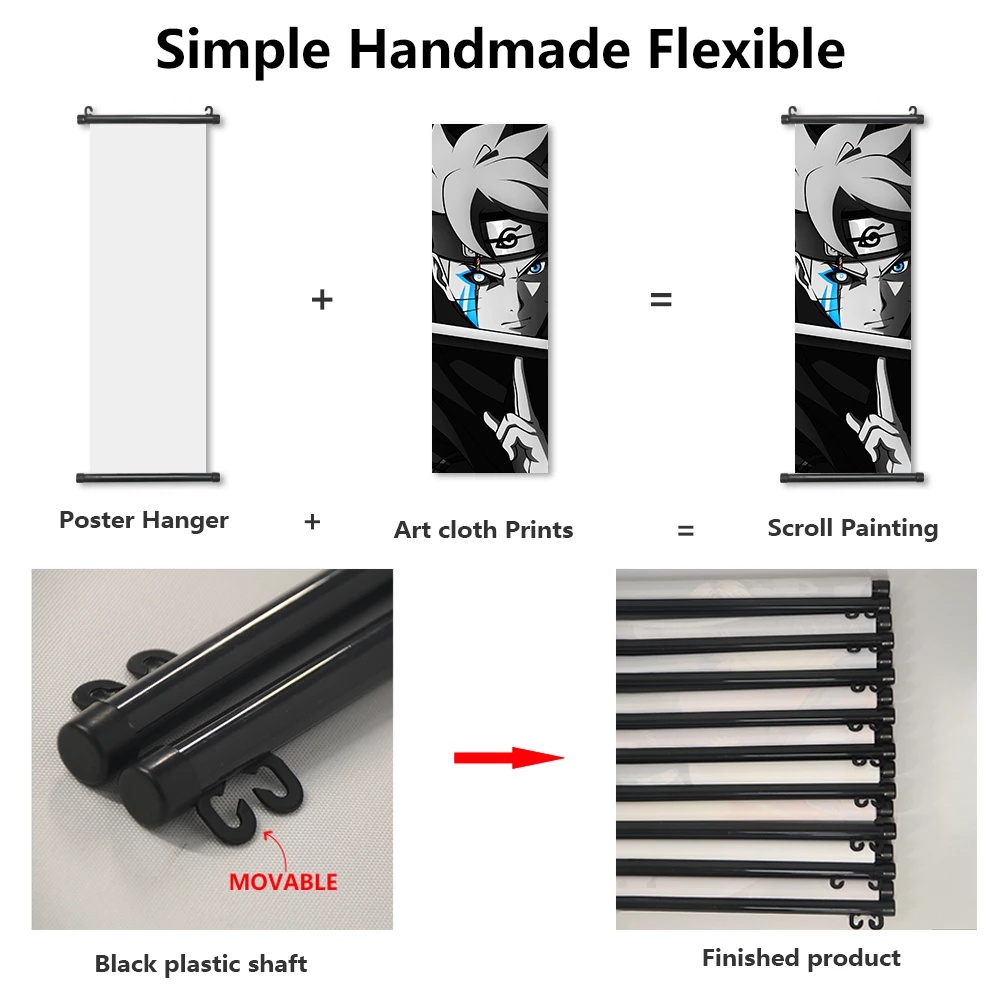 Simple Handmade Flexible
+ =
Poster Hanger + Art cloth Prints = Scroll Painting
MOVABLE
Black plastic shaft
Finished product